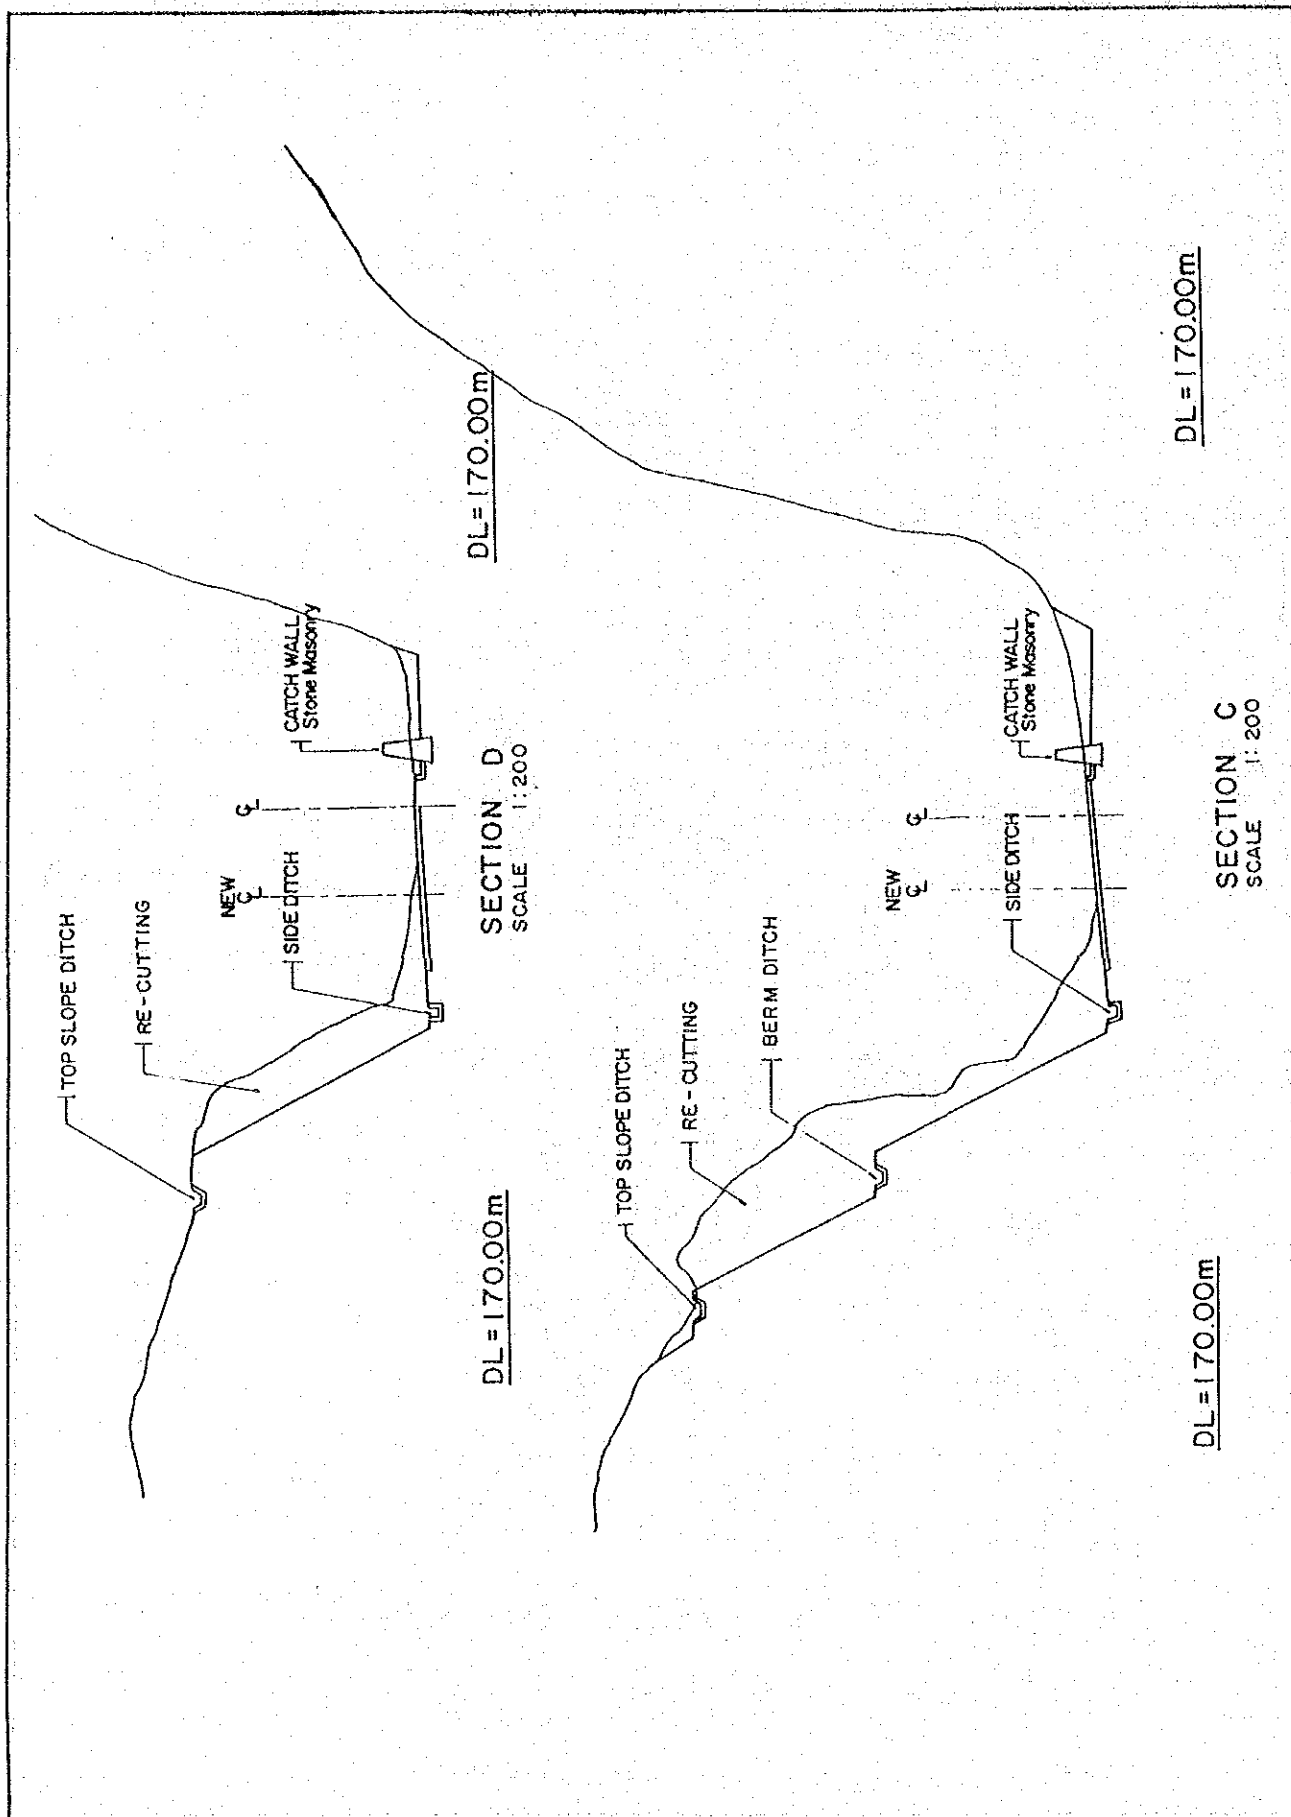 TOP SLOPE DITCH
RE-CUTTING
NEW
℄
℄
SIDE DITCH
CATCH WALL
Stone Masonry
DL=170.00m
DL=170.00m
SECTION D
SCALE 1:200
TOP SLOPE DITCH
RE-CUTTING
BERM DITCH
NEW
℄
℄
SIDE DITCH
CATCH WALL
Stone Masonry
DL=170.00m
DL=170.00m
SECTION C
SCALE 1:200